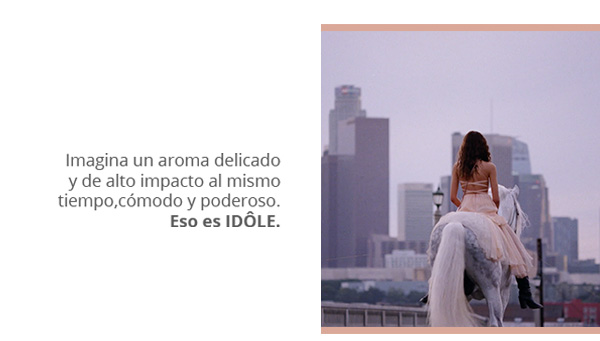 Imagina un aroma delicado
y de alto impacto al mismo
tiempo,cómodo y poderoso.
Eso es IDÔLE.